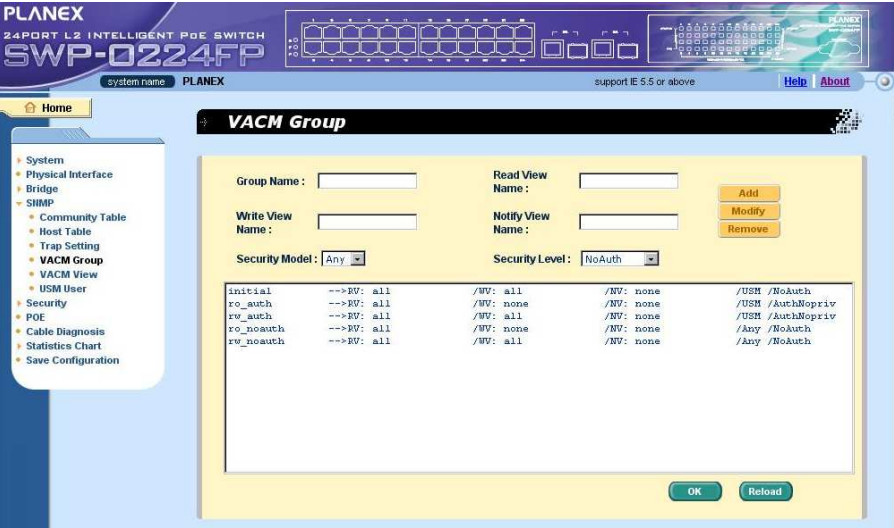 PLANEX
24PORT L2 INTELLIGENT PoE SWITCH
SWP-0224FP
PLANEX
system name PLANEX support IE 5.5 or above Help About
Home
VACM Group
System
Physical Interface
Bridge
SNMP
Community Table
Host Table
Trap Setting
VACM Group
VACM View
USM User
Security
POE
Cable Diagnosis
Statistics Chart
Save Configuration
Group Name : Read View Name :
Write View Name : Notify View Name :
Security Model : Any Security Level : NoAuth
Add
Modify
Remove
initial -->RV: all /WV: all /NV: none /USM /NoAuth
ro_auth -->RV: all /WV: none /NV: none /USM /AuthNopriv
rw_auth -->RV: all /WV: all /NV: none /USM /AuthNopriv
ro_noauth -->RV: all /WV: none /NV: none /Any /NoAuth
rw_noauth -->RV: all /WV: all /NV: none /Any /NoAuth
OK Reload